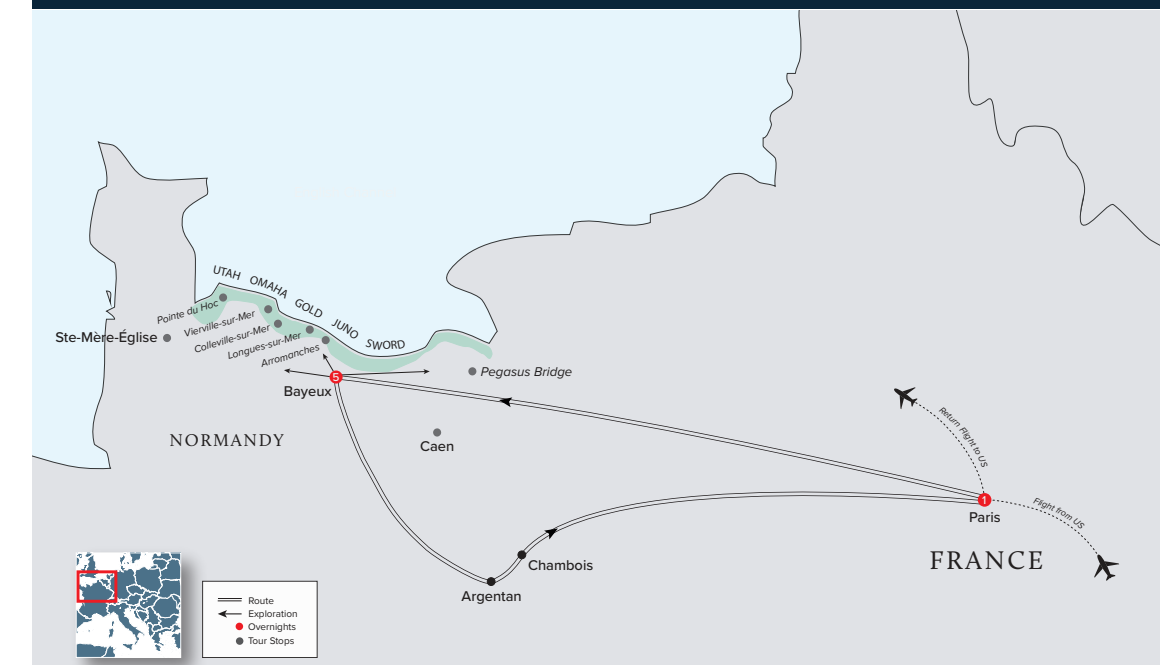 UTAH
OMAHA
GOLD
JUNO
SWORD
Pointe du Hoc
Vierville-sur-Mer
Colleville-sur-Mer
Longues-sur-Mer
Arromanches
Ste-Mère-Église
5
Bayeux
Pegasus Bridge
NORMANDY
Caen
Return Flight to US
1
Paris
Flight from US
FRANCE
Chambois
Argentan
Route
Exploration
Overnights
Tour Stops